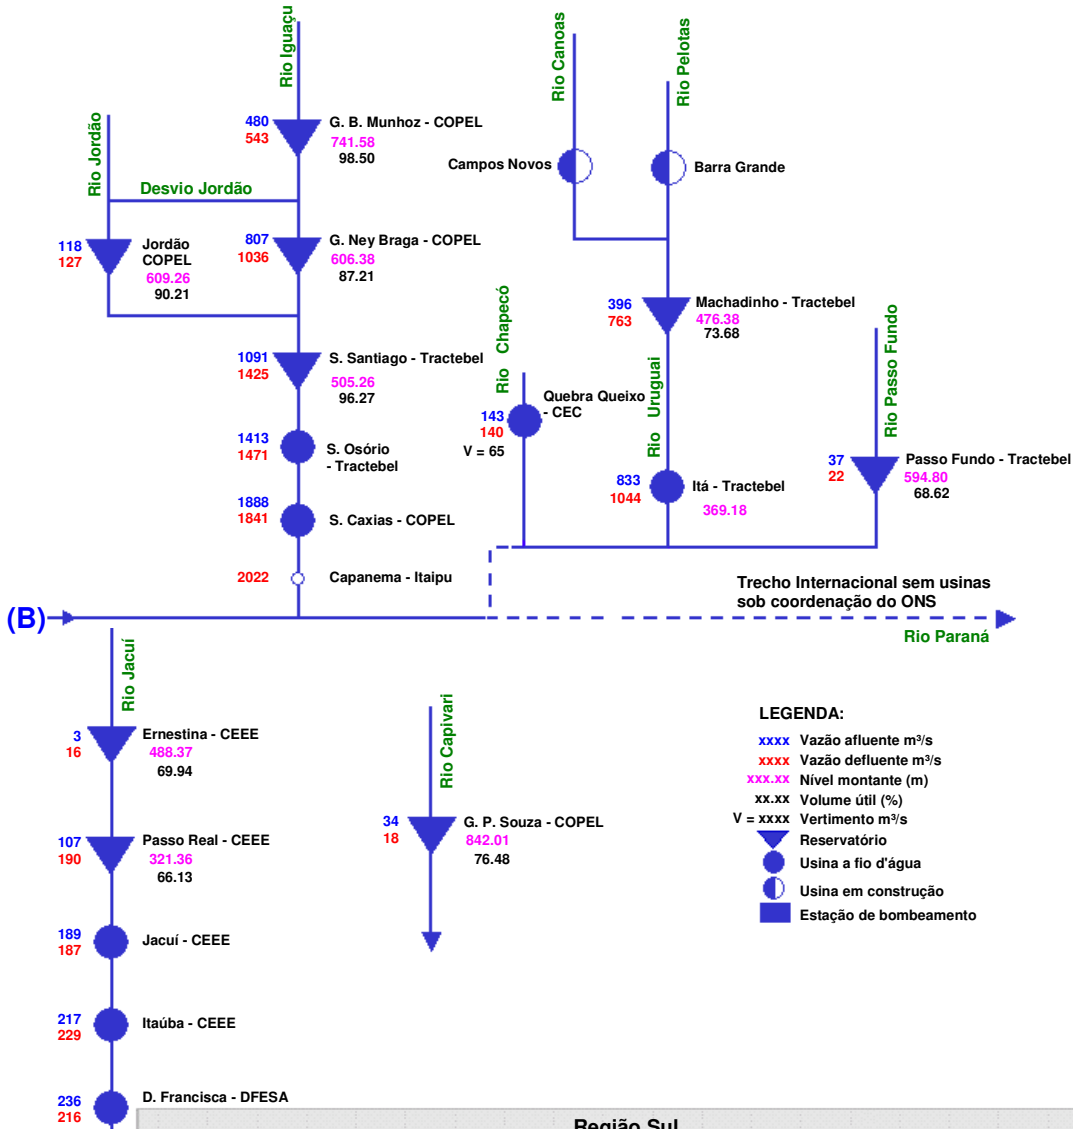 Rio Iguaçu
480
543
G. B. Munhoz - COPEL
741.58
98.50
Rio Jordão
Desvio Jordão
118
127
Jordão
COPEL
609.26
90.21
807
1036
G. Ney Braga - COPEL
606.38
87.21
1091
1425
S. Santiago - Tractebel
505.26
96.27
1413
1471
S. Osório
- Tractebel
1888
1841
S. Caxias - COPEL
2022
Capanema - Itaipu
Rio Canoas
Rio Pelotas
Campos Novos
Barra Grande
396
763
Machadinho - Tractebel
476.38
73.68
Rio Chapecó
143
140
V = 65
Quebra Queixo
- CEC
Rio Uruguai
833
1044
Itá - Tractebel
369.18
Rio Passo Fundo
37
22
Passo Fundo - Tractebel
594.80
68.62
Trecho Internacional sem usinas
sob coordenação do ONS
(B)
Rio Paraná
Rio Jacuí
3
16
Ernestina - CEEE
488.37
69.94
107
190
Passo Real - CEEE
321.36
66.13
189
187
Jacuí - CEEE
217
229
Itaúba - CEEE
236
216
D. Francisca - DFESA
Rio Capivari
34
18
G. P. Souza - COPEL
842.01
76.48
LEGENDA:
xxxx Vazão afluente m³/s
xxxx Vazão defluente m³/s
xxx.xx Nível montante (m)
xx.xx Volume útil (%)
V = xxxx Vertimento m³/s
Reservatório
Usina a fio d'água
Usina em construção
Estação de bombeamento
Região Sul